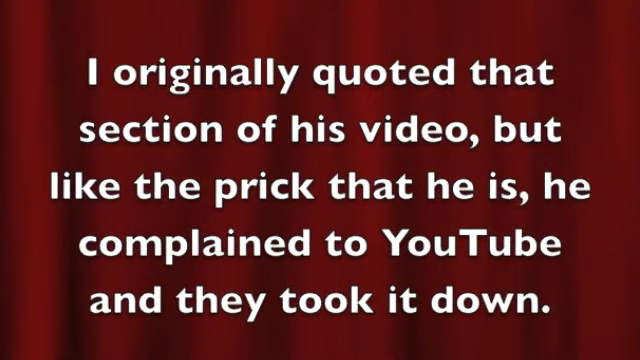 I originally quoted that
section of his video, but
like the prick that he is, he
complained to YouTube
and they took it down.